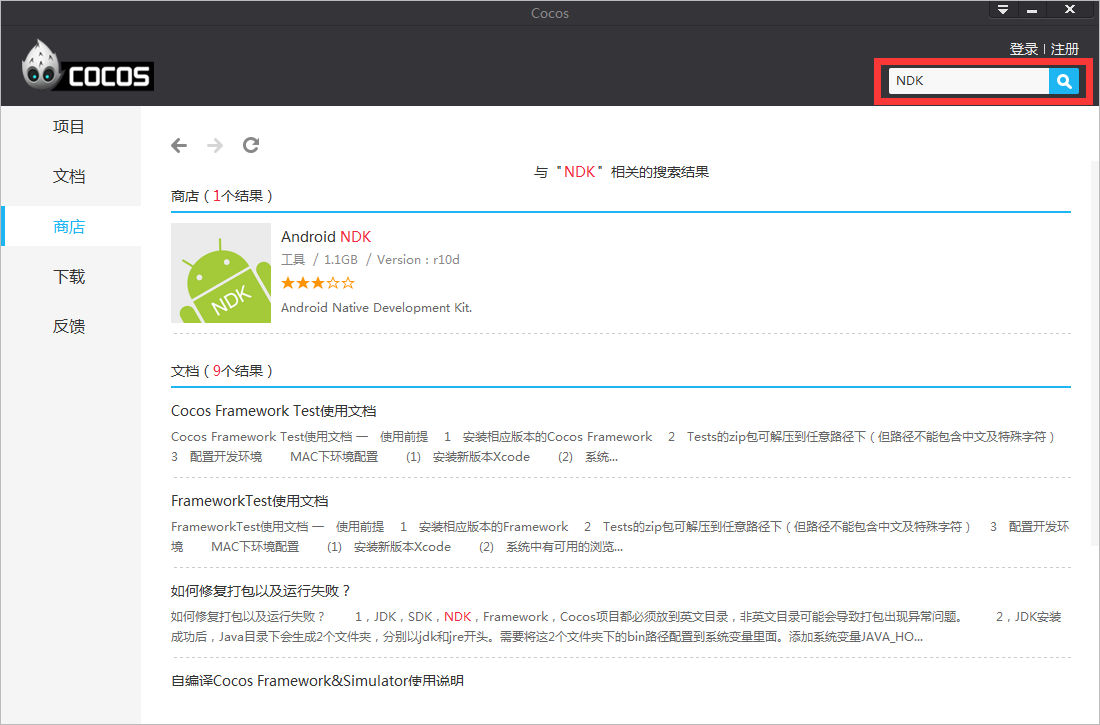 Cocos
COCOS
登录 | 注册
NDK
项目
文档
商店
下载
反馈
与 "NDK" 相关的搜索结果
商店（1个结果）
NDK
Android NDK
工具 / 1.1GB / Version：r10d
Android Native Development Kit.
文档（9个结果）
Cocos Framework Test使用文档
Cocos Framework Test使用文档 一 使用前提 1 安装相应版本的Cocos Framework 2 Tests的zip包可解压到任意路径下（但路径不能包含中文及特殊字符）
3 配置开发环境 MAC下环境配置 (1) 安装新版本Xcode (2) 系统...
FrameworkTest使用文档
FrameworkTest使用文档 一 使用前提 1 安装相应版本的Framework 2 Tests的zip包可解压到任意路径下（但路径不能包含中文及特殊字符） 3 配置开发环
境 MAC下环境配置 (1) 安装新版本Xcode (2) 系统中有可用的浏览...
如何修复打包以及运行失败？
如何修复打包以及运行失败？ 1，JDK，SDK，NDK，Framework，Cocos项目都必须放到英文目录，非英文目录可能会导致打包出现异常问题。 2，JDK安装
成功后，Java目录下会生成2个文件夹，分别以jdk和jre开头。需要将这2个文件夹下的bin路径配置到系统变量里面。添加系统变量JAVA_HO...
自编译Cocos Framework&Simulator使用说明